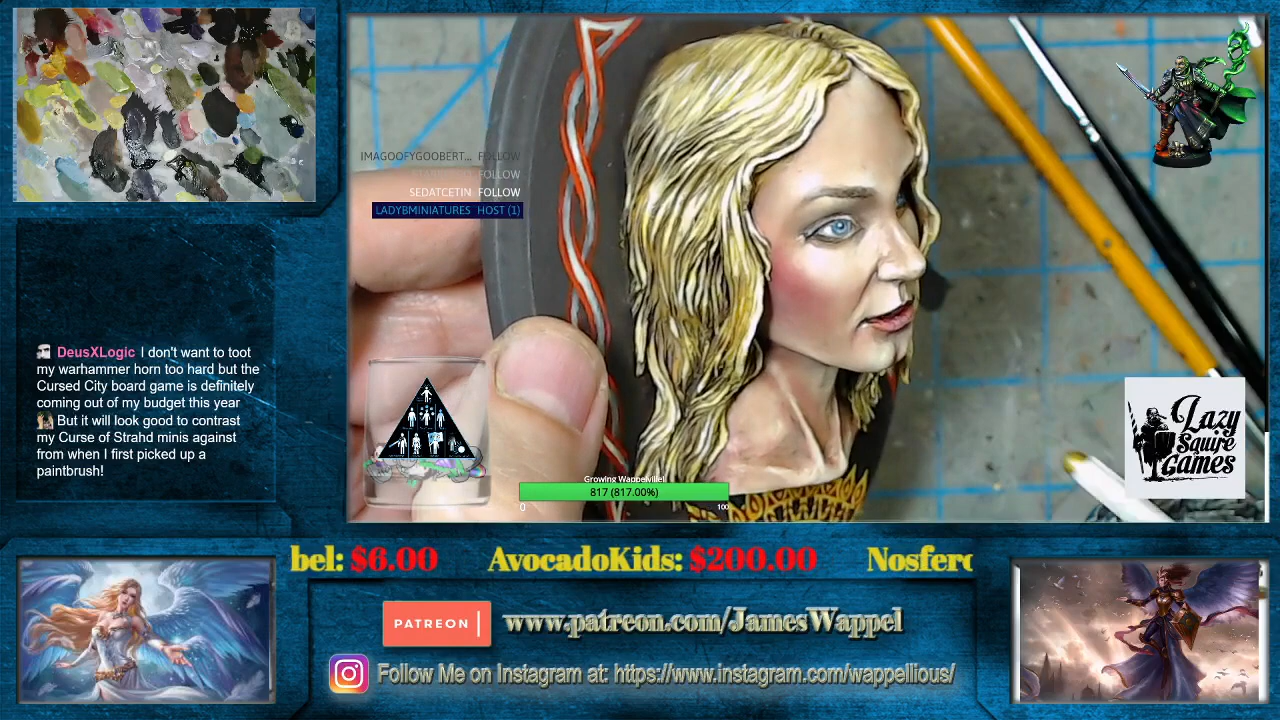 IMAGOOFYGOOBERT... FOLLOW
FOLLOW
SEDATCETIN FOLLOW
LADYBMINIATURES HOST (1)
DeusXLogic I don't want to toot
my warhammer horn too hard but the
Cursed City board game is definitely
coming out of my budget this year
But it will look good to contrast
my Curse of Strahd minis against
from when I first picked up a
paintbrush!
Growing Wappelville!
817 (817.00%)
0 100
Lazy
Squire
Games
bel: $6.00 AvocadoKids: $200.00 Nosfero
PATREON www.patreon.com/JamesWappel
Follow Me on Instagram at: https://www.instagram.com/wappellious/